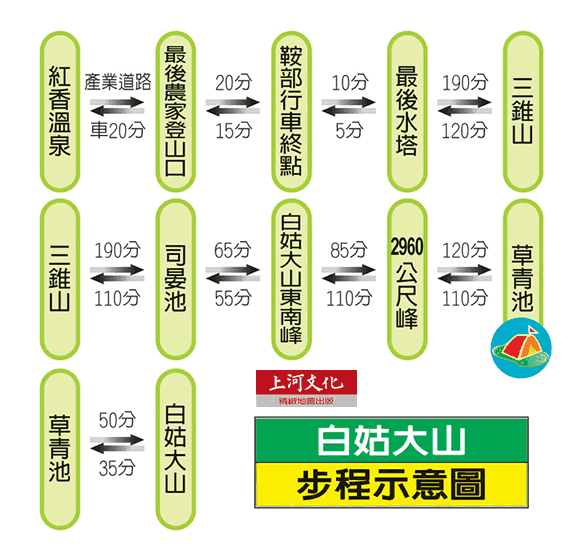 紅香溫泉
產業道路
車20分
最後農家登山口
20分
15分
鞍部行車終點
10分
5分
最後水塔
190分
120分
三錐山
三錐山
190分
110分
司晏池
65分
55分
白姑大山東南峰
85分
110分
2960公尺峰
120分
110分
草青池
草青池
50分
35分
白姑大山
上河文化
精緻地圖出版
白姑大山
步程示意圖